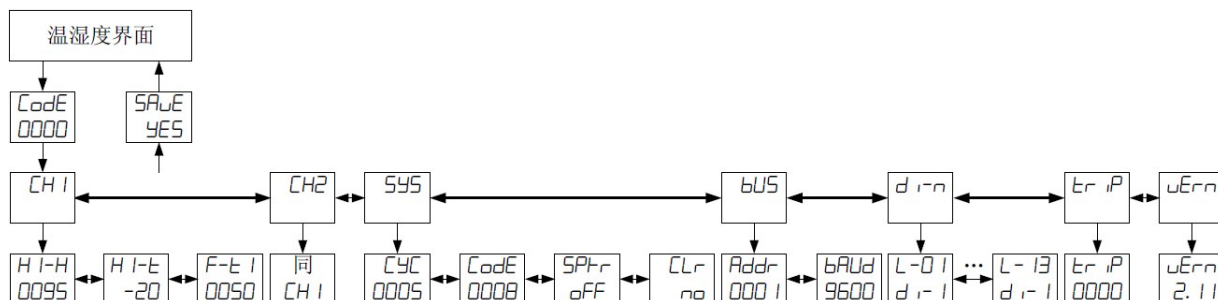 温湿度界面
CodE
0000
SAvE
YES
CH1
CH2
SYS
bUS
di-n
triP
vErn
H1-H
0095
H1-t
-20
F-t1
0050
同
CH1
CYC
0005
CodE
0008
SPtr
oFF
CLr
no
Addr
0001
bAUd
9600
L-01
di-1
...
L-13
di-1
triP
0000
vErn
2.11